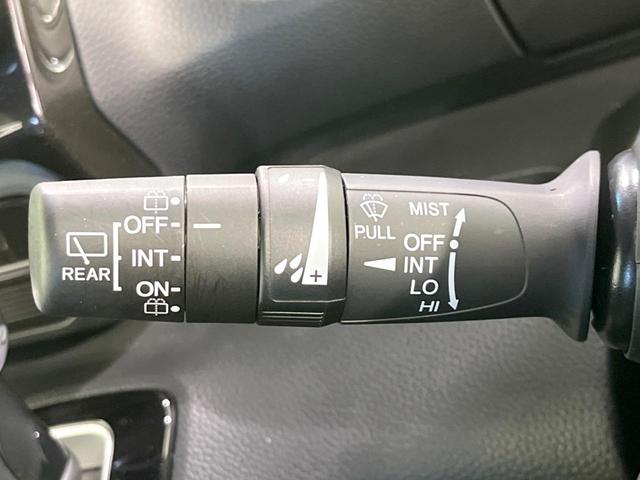 REAR
OFF
INT
ON
+
PULL
MIST
OFF
INT
LO
HI